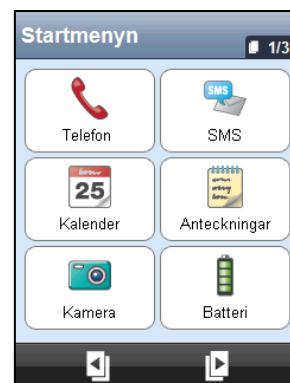 Startmenyn
1/3
SMS
Telefon
SMS
25
Kalender
Anteckningar
Kamera
Batteri